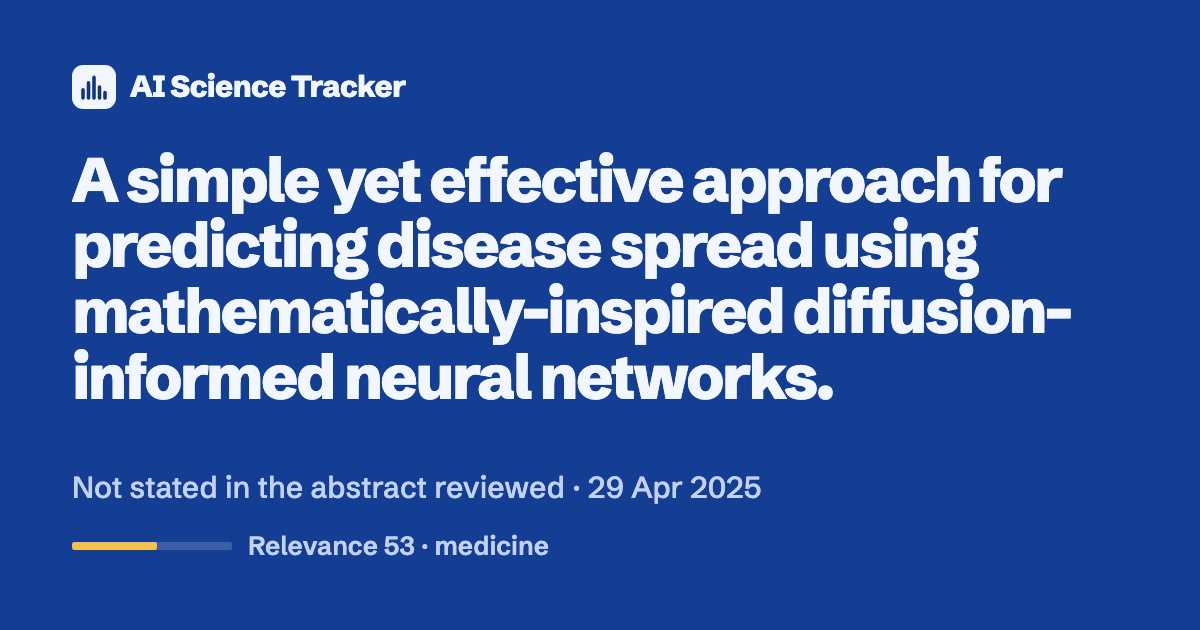 AI Science Tracker
A simple yet effective approach for
predicting disease spread using
mathematically-inspired diffusion-
informed neural networks.
Not stated in the abstract reviewed · 29 Apr 2025
Relevance 53 · medicine